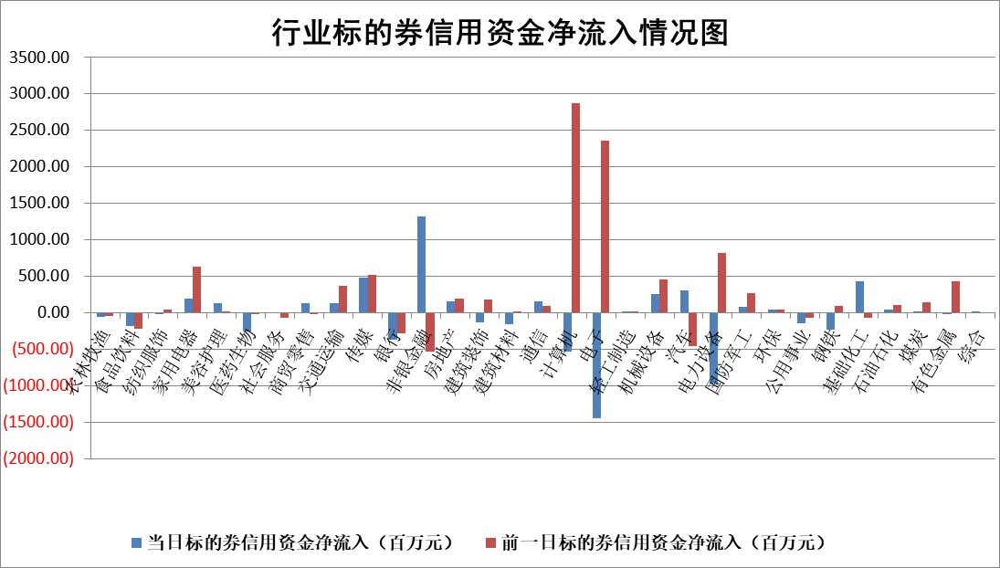 行业标的券信用资金净流入情况图
3500.00
3000.00
2500.00
2000.00
1500.00
1000.00
500.00
0.00
(500.00)
(1000.00)
(1500.00)
(2000.00)
农林牧渔
食品饮料
纺织服饰
家用电器
美容护理
医药生物
社会服务
商贸零售
交通运输
传媒
银行
非银金融
房地产
建筑装饰
建筑材料
通信
计算机
电子
轻工制造
机械设备
汽车
电力设备
国防军工
环保
公用事业
钢铁
基础化工
石油石化
煤炭
有色金属
综合
当日标的券信用资金净流入（百万元）
前一日标的券信用资金净流入（百万元）